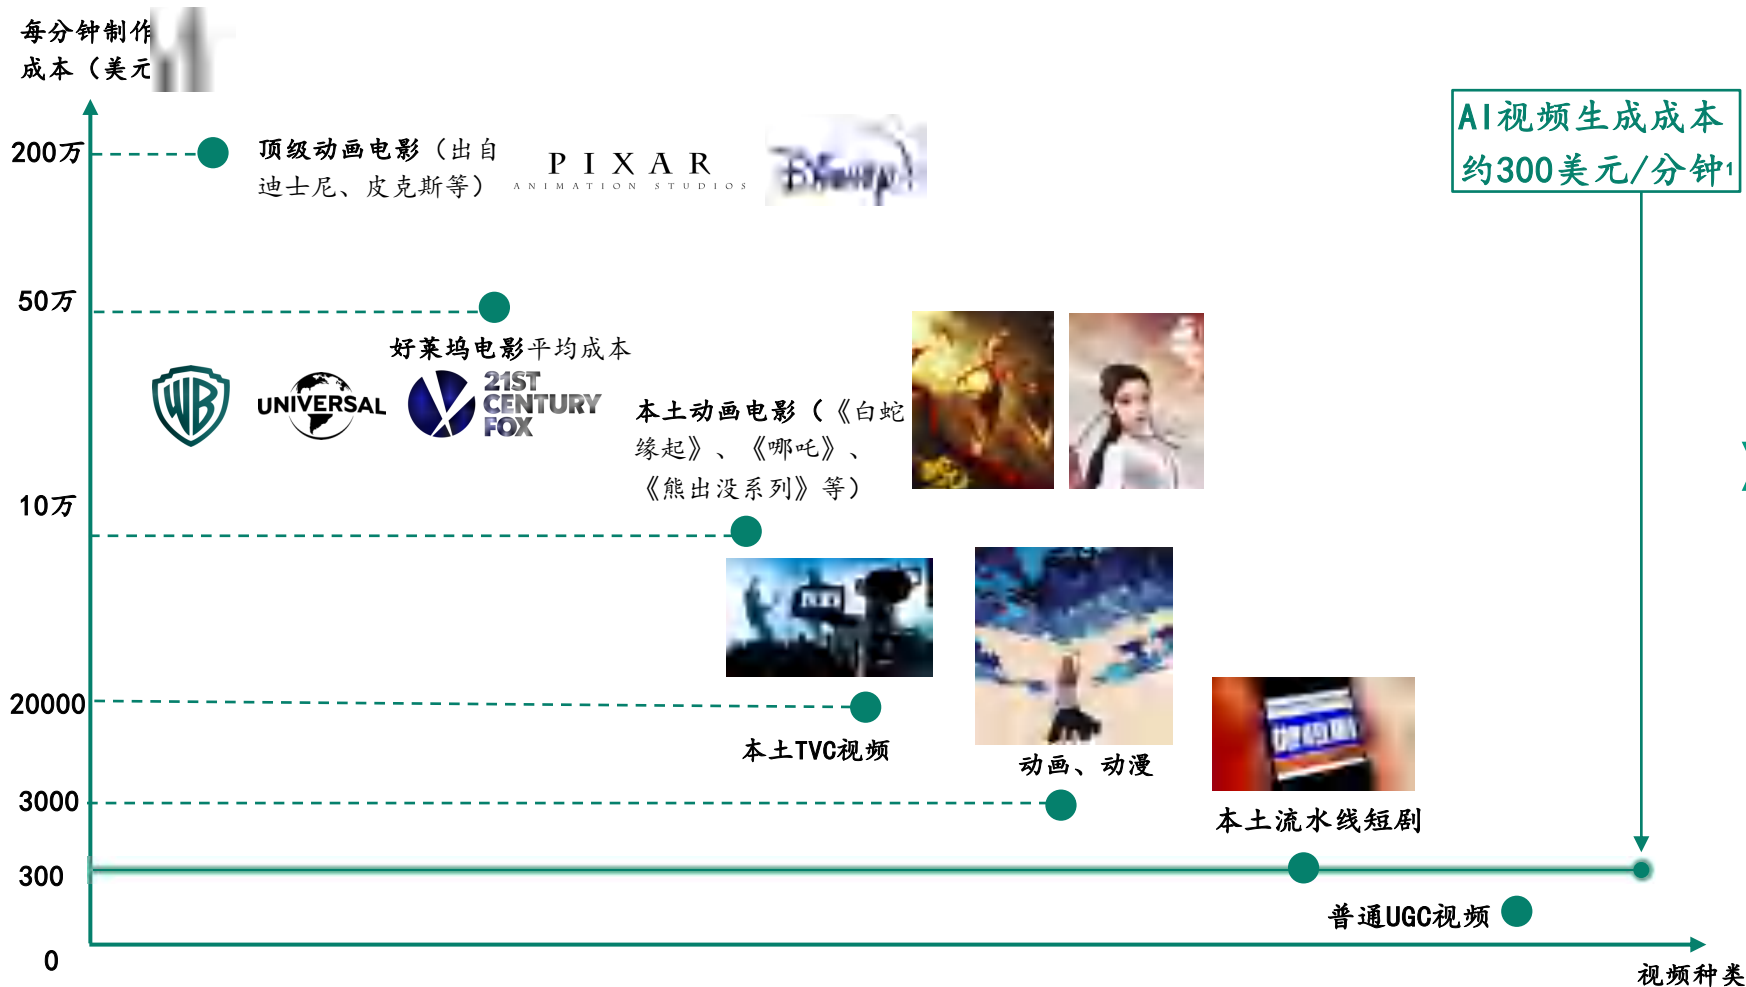 每分钟制作
成本（美元
200万
顶级动画电影（出自
迪士尼、皮克斯等）
PIXAR
ANIMATION STUDIOS
Disney
AI视频生成成本
约300美元/分钟1
50万
好莱坞电影平均成本
WB
UNIVERSAL
21ST
CENTURY
FOX
本土动画电影（《白蛇
缘起》、《哪吒》、
《熊出没系列》等）
10万
20000
本土TVC视频
动画、动漫
3000
本土流水线短剧
300
普通UGC视频
0
视频种类